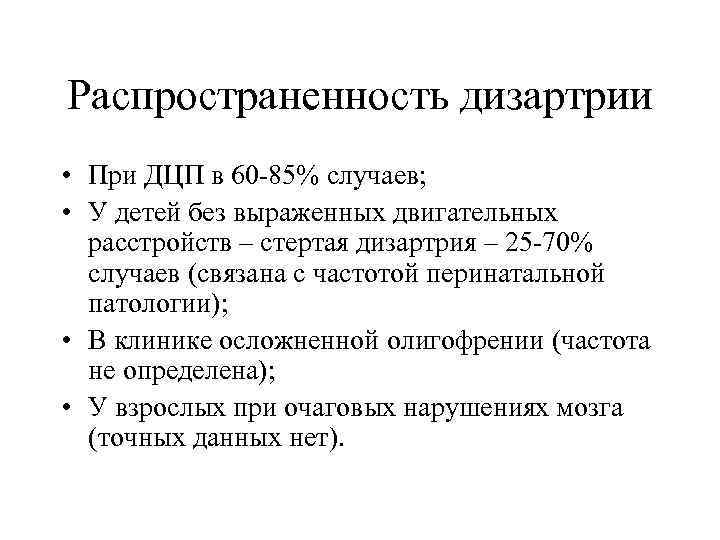 Распространенность дизартрии
• При ДЦП в 60-85% случаев;
• У детей без выраженных двигательных
расстройств – стертая дизартрия – 25-70%
случаев (связана с частотой перинатальной
патологии);
• В клинике осложненной олигофрении (частота
не определена);
• У взрослых при очаговых нарушениях мозга
(точных данных нет).